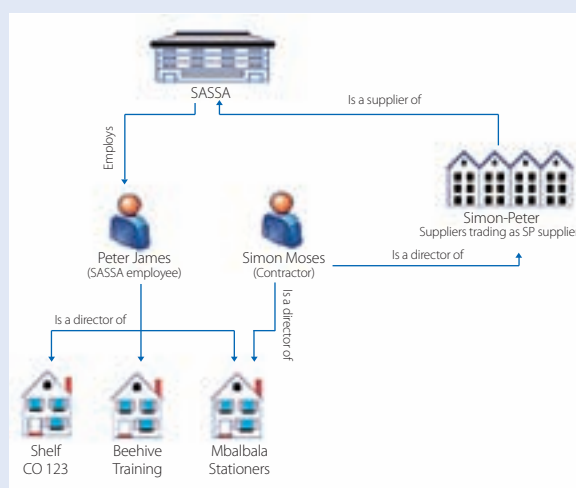 SASSA
Is a supplier of
Employs
Simon-Peter
Suppliers trading as SP supplier
Peter James
(SASSA employee)
Simon Moses
(Contractor)
Is a director of
Is a director of
Is a director of
Shelf
CO 123
Beehive
Training
Mbalbala
Stationers